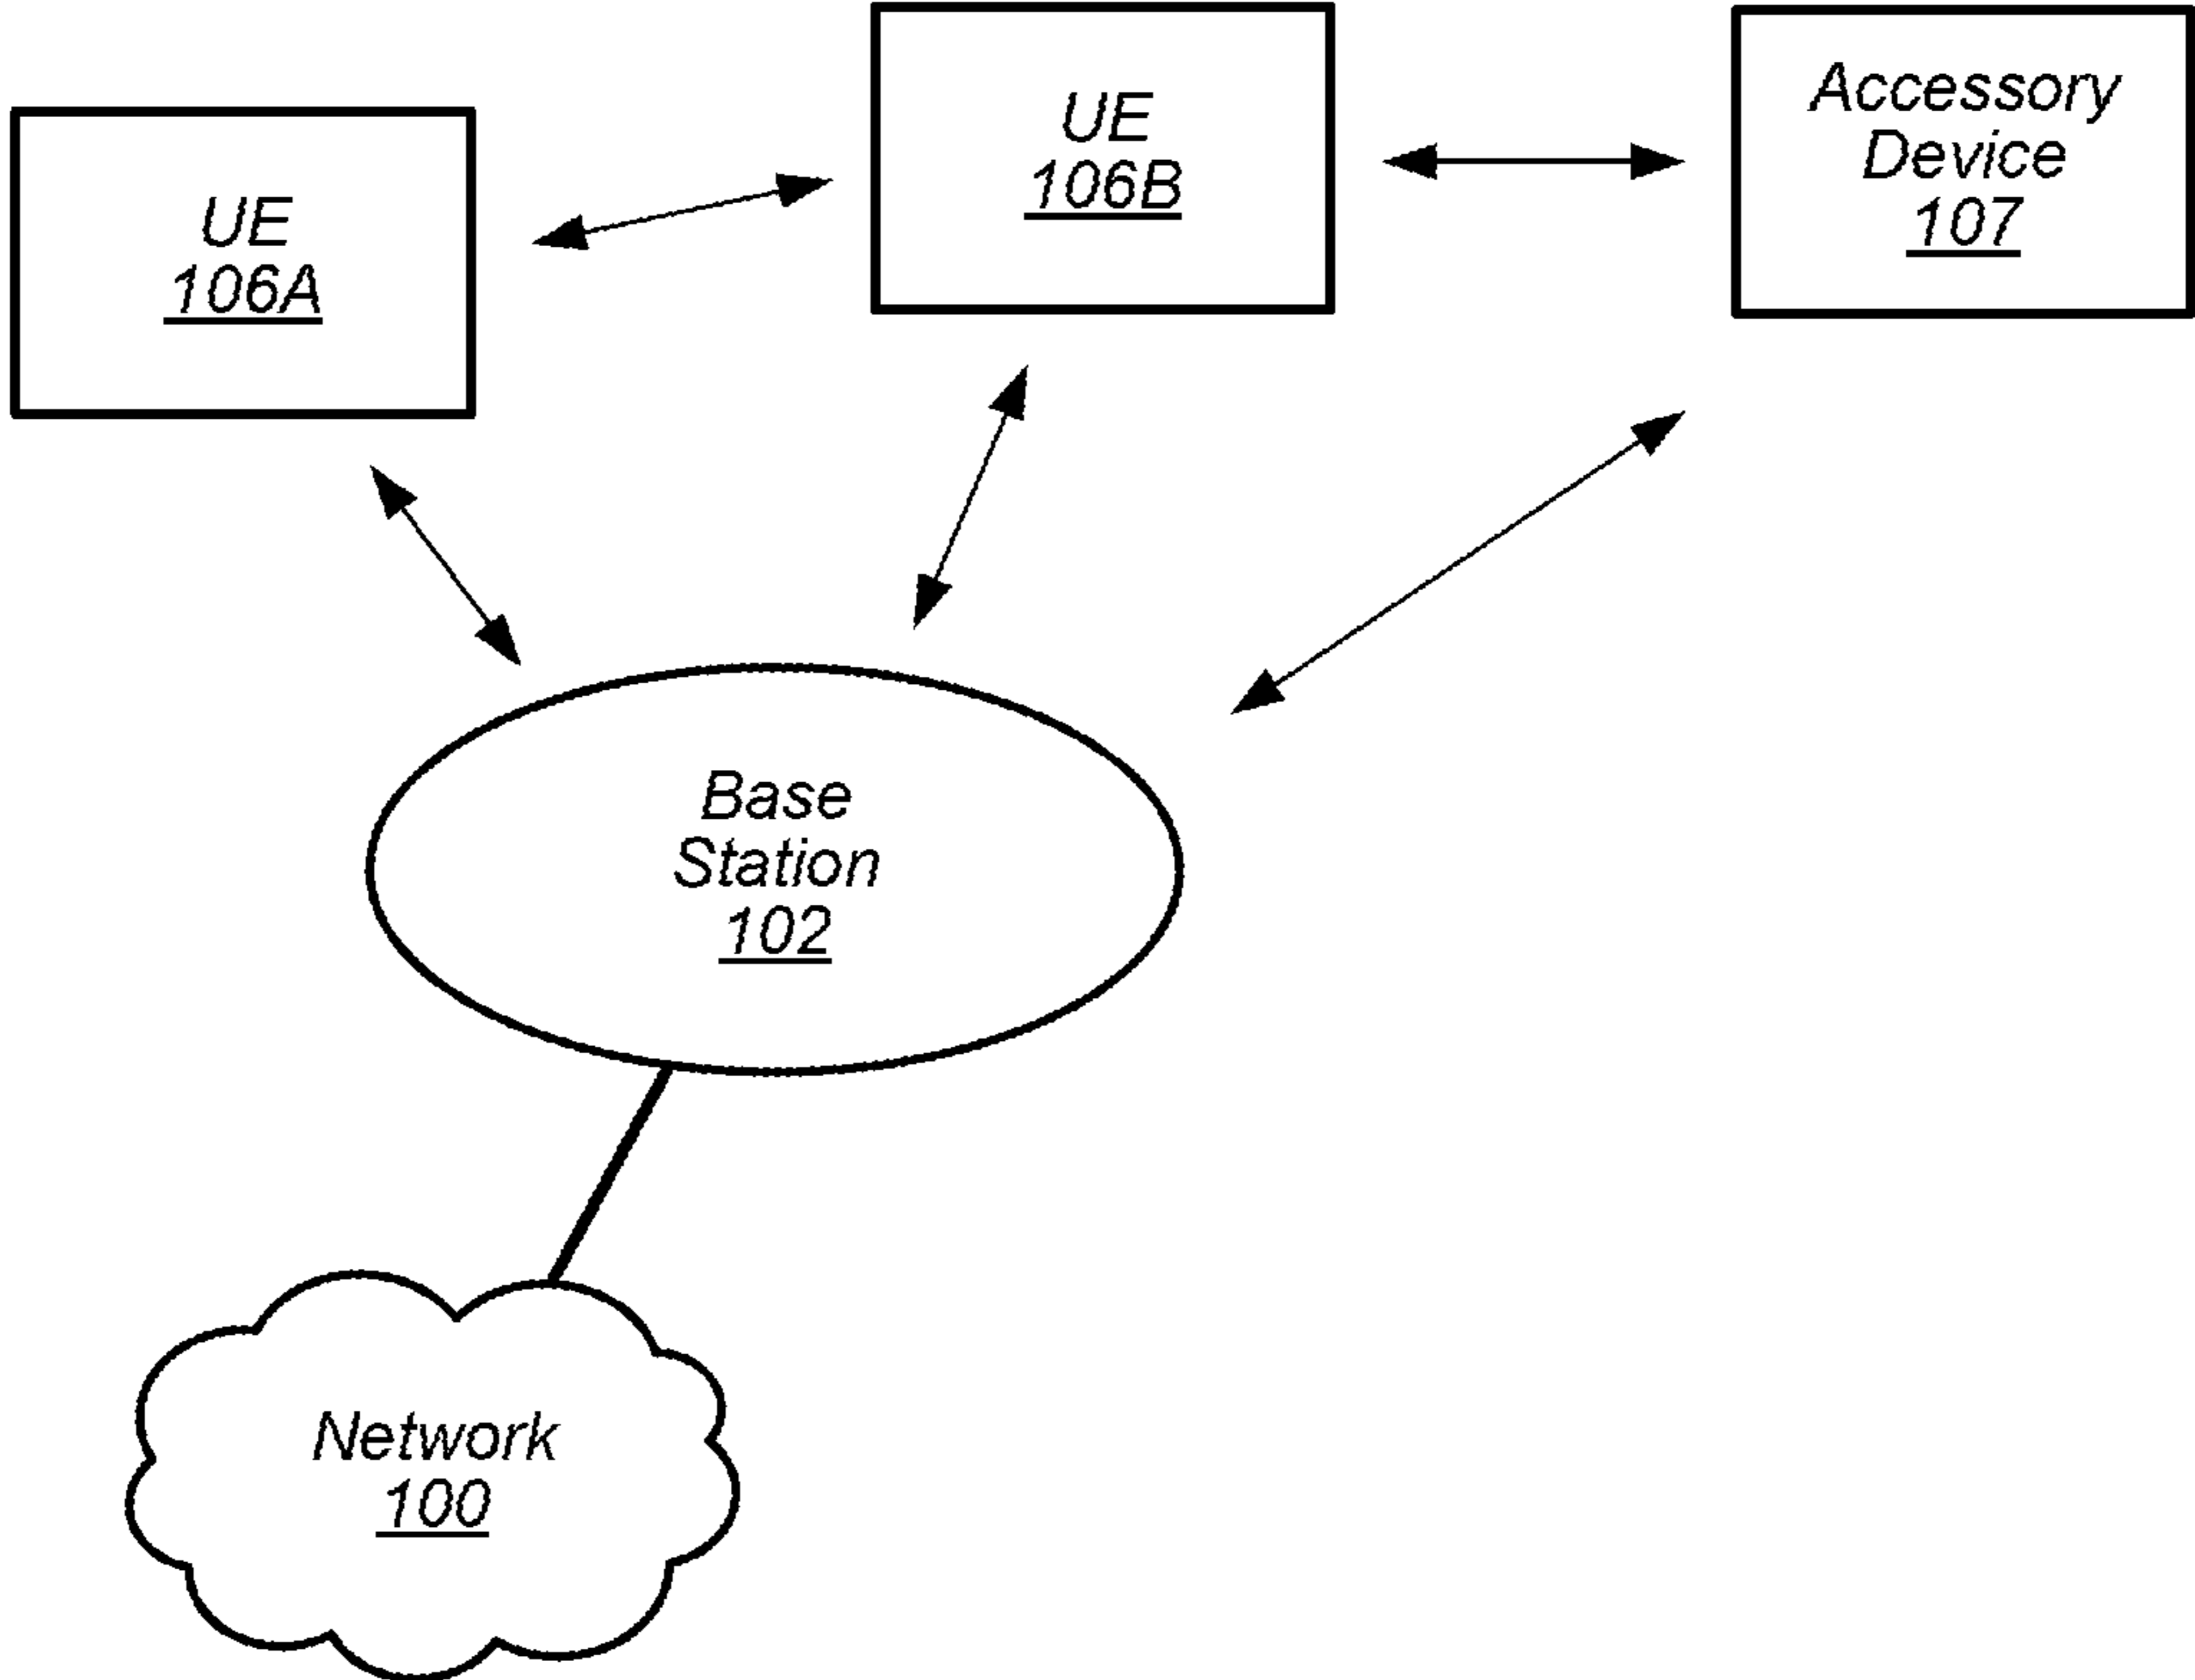 UE
106A
UE
106B
Accessory
Device
107
Base
Station
102
Network
100